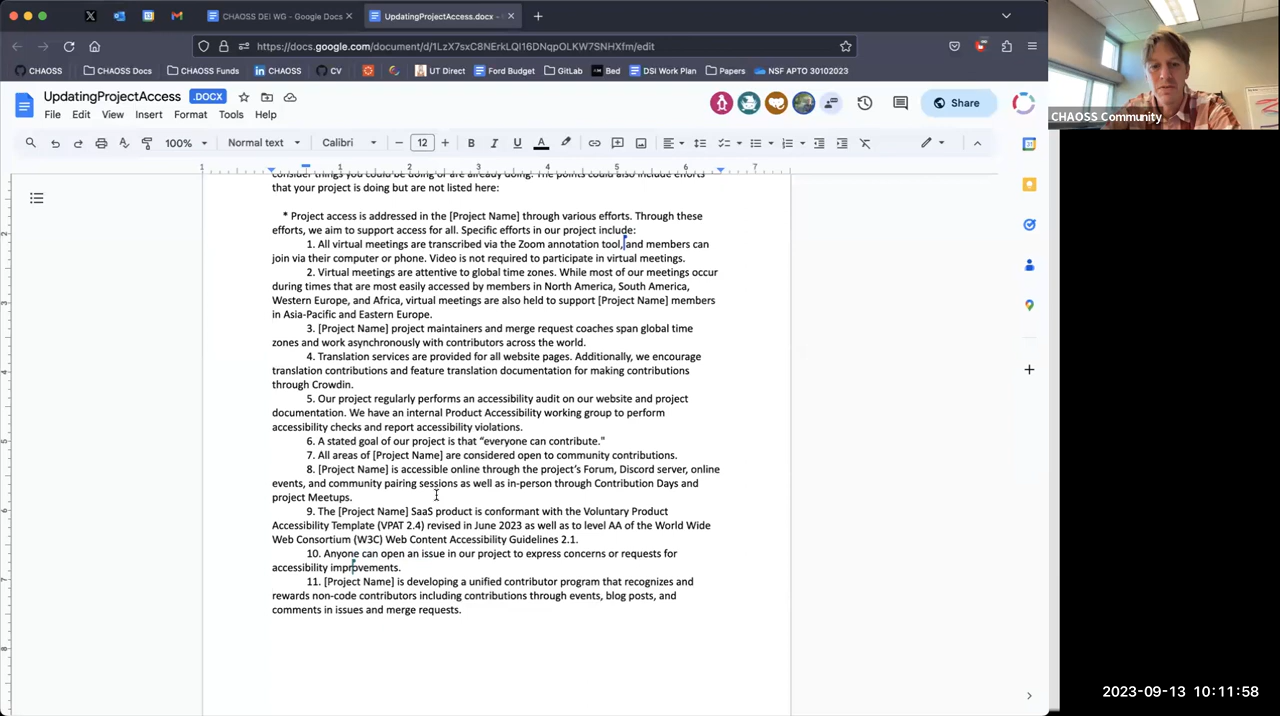 CHAOSS DEI WG - Google Docs
UpdatingProjectAccess.docx -
https://docs.google.com/document/d/1LzX7sxC8NErkLQI16DNqpOLKW7SNHXfm/edit
CHAOSS CHAOSS Docs CHAOSS Funds CHAOSS CV UT Direct Ford Budget GitLab Bed DSI Work Plan Papers NSF APTO 30102023
UpdatingProjectAccess .DOCX
File Edit View Insert Format Tools Help
Share
CHAOSS Community
100% Normal text Calibri 12
1 1 2 3 4 5 6 7
consider things you could be doing or are already doing. The points could also include efforts
that your project is doing but are not listed here:
* Project access is addressed in the [Project Name] through various efforts. Through these
efforts, we aim to support access for all. Specific efforts in our project include:
1. All virtual meetings are transcribed via the Zoom annotation tool, and members can
join via their computer or phone. Video is not required to participate in virtual meetings.
2. Virtual meetings are attentive to global time zones. While most of our meetings occur
during times that are most easily accessed by members in North America, South America,
Western Europe, and Africa, virtual meetings are also held to support [Project Name] members
in Asia-Pacific and Eastern Europe.
3. [Project Name] project maintainers and merge request coaches span global time
zones and work asynchronously with contributors across the world.
4. Translation services are provided for all website pages. Additionally, we encourage
translation contributions and feature translation documentation for making contributions
through Crowdin.
5. Our project regularly performs an accessibility audit on our website and project
documentation. We have an internal Product Accessibility working group to perform
accessibility checks and report accessibility violations.
6. A stated goal of our project is that “everyone can contribute."
7. All areas of [Project Name] are considered open to community contributions.
8. [Project Name] is accessible online through the project’s Forum, Discord server, online
events, and community pairing sessions as well as in-person through Contribution Days and
project Meetups.
9. The [Project Name] SaaS product is conformant with the Voluntary Product
Accessibility Template (VPAT 2.4) revised in June 2023 as well as to level AA of the World Wide
Web Consortium (W3C) Web Content Accessibility Guidelines 2.1.
10. Anyone can open an issue in our project to express concerns or requests for
accessibility improvements.
11. [Project Name] is developing a unified contributor program that recognizes and
rewards non-code contributors including contributions through events, blog posts, and
comments in issues and merge requests.
2023-09-13 10:11:58